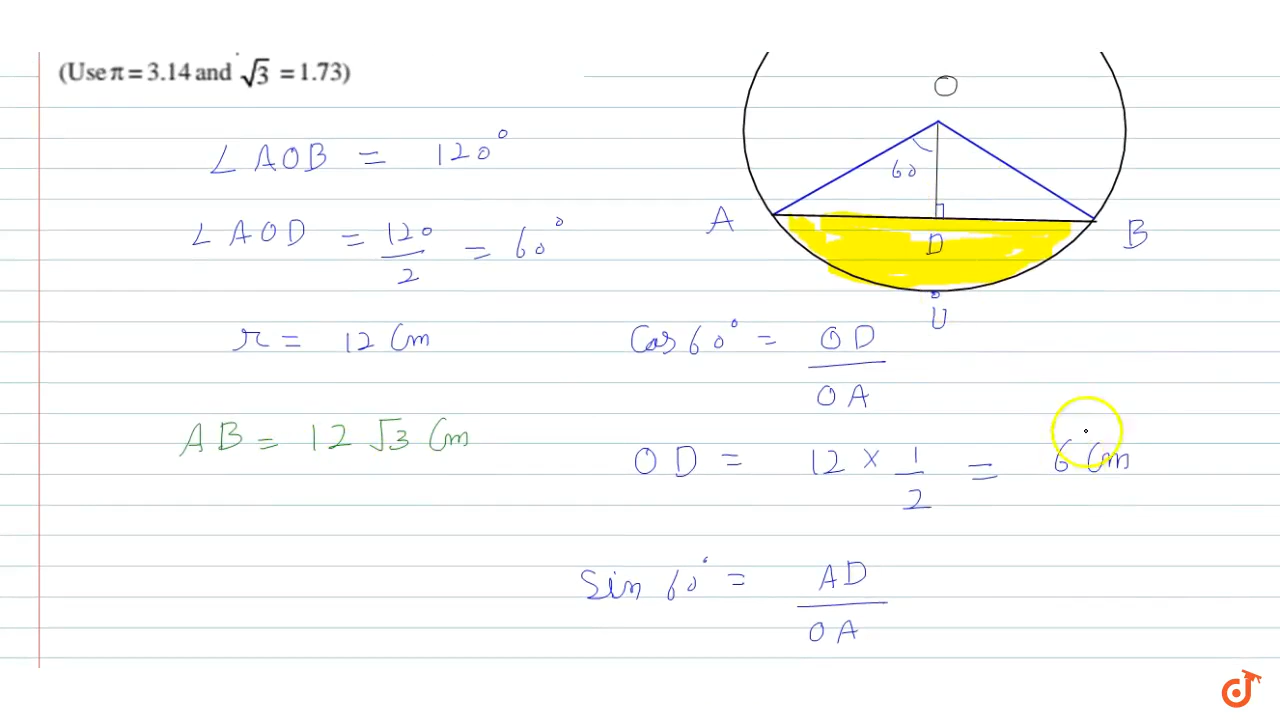 (Use π = 3.14 and √3 = 1.73)
∠AOB = 120°
∠AOD = 120/2 = 60°
r = 12 Cm
AB = 12√3 Cm
O
60
A
D
B
U
Cos 60° = OD/OA
OD = 12 × 1/2 = 6 Cm
Sin 60° = AD/OA